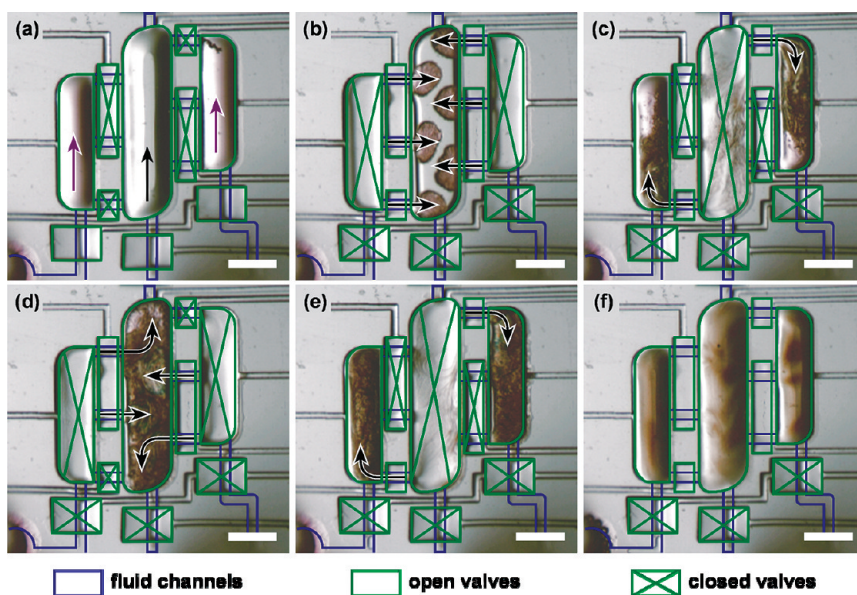 (a)
(b)
(c)
(d)
(e)
(f)
fluid channels
open valves
closed valves